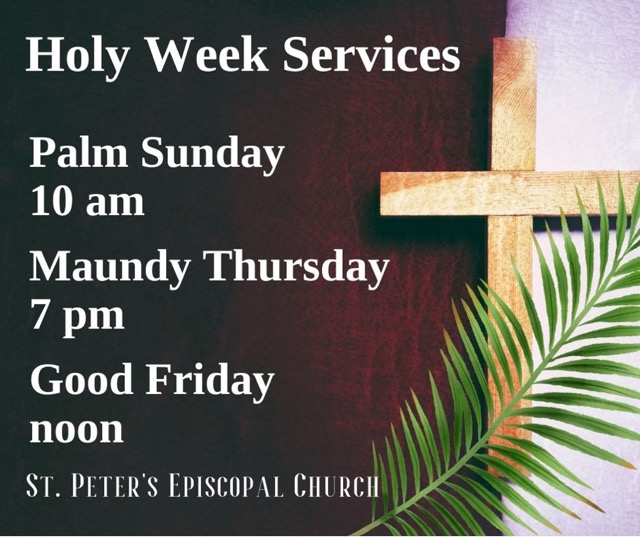 Holy Week Services
Palm Sunday
10 am
Maundy Thursday
7 pm
Good Friday
noon
St. Peter's Episcopal Church